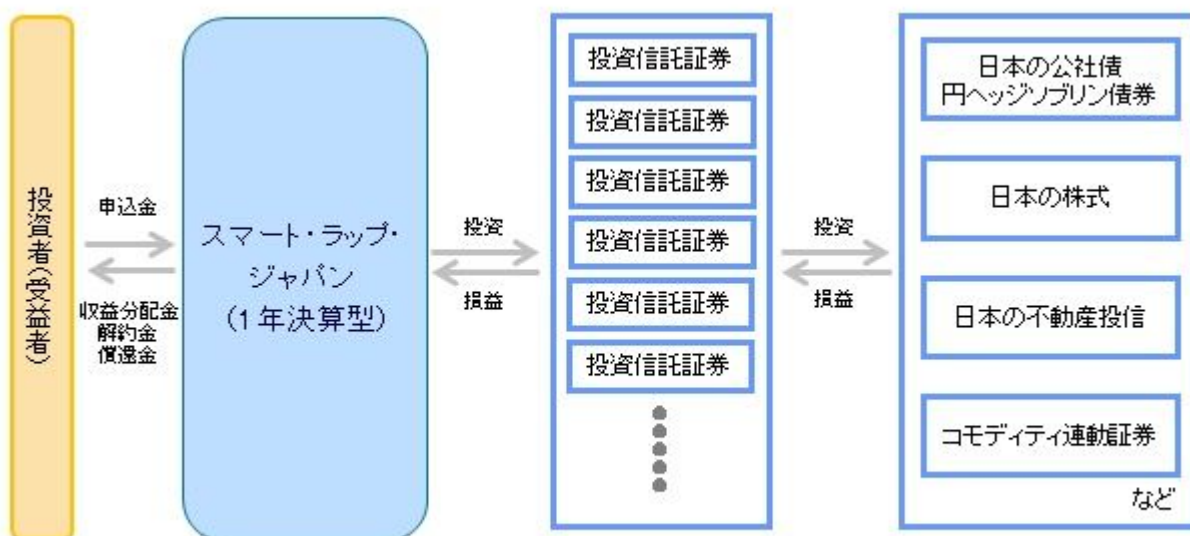 投資者(受益者)
申込金
収益分配金
解約金
償還金
スマート・ラップ・
ジャパン
(1年決算型)
投資
損益
投資信託証券
投資信託証券
投資信託証券
投資信託証券
投資信託証券
投資信託証券
投資
損益
日本の公社債
円ヘッジソブリン債券
日本の株式
日本の不動産投信
コモディティ連動証券
など